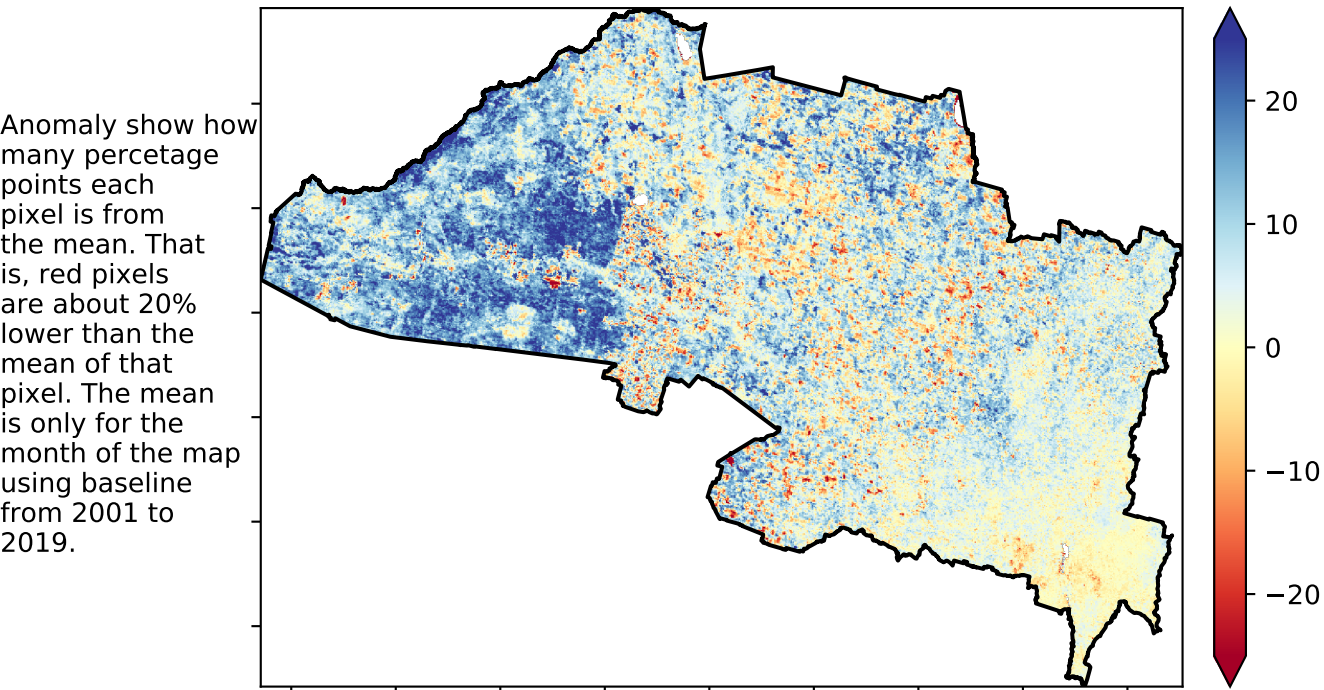 Anomaly show how
many percetage
points each
pixel is from
the mean. That
is, red pixels
are about 20%
lower than the
mean of that
pixel. The mean
is only for the
month of the map
using baseline
from 2001 to
2019.
20
10
0
−10
−20